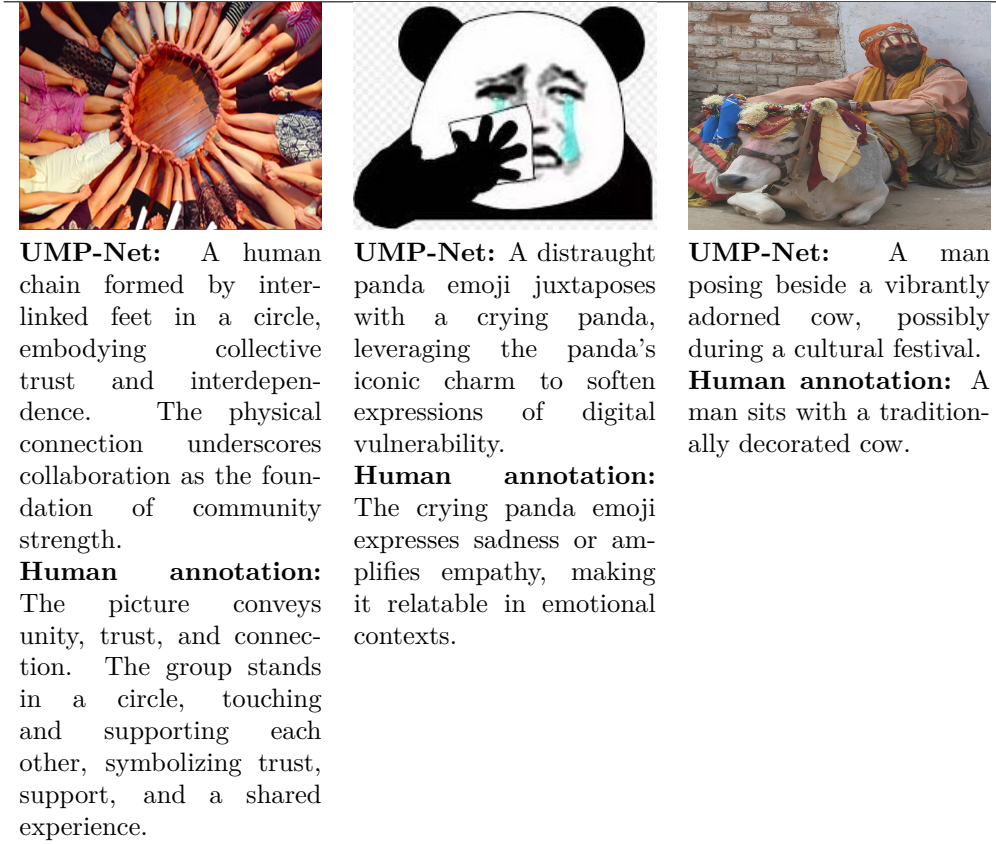 UMP-Net: A human
chain formed by inter-
linked feet in a circle,
embodying collective
trust and interdepen-
dence. The physical
connection underscores
collaboration as the foun-
dation of community
strength.
Human annotation:
The picture conveys
unity, trust, and connec-
tion. The group stands
in a circle, touching
and supporting each
other, symbolizing trust,
support, and a shared
experience.
UMP-Net: A distraught
panda emoji juxtaposes
with a crying panda,
leveraging the panda's
iconic charm to soften
expressions of digital
vulnerability.
Human annotation:
The crying panda emoji
expresses sadness or am-
plifies empathy, making
it relatable in emotional
contexts.
UMP-Net: A man
posing beside a vibrantly
adorned cow, possibly
during a cultural festival.
Human annotation: A
man sits with a tradition-
ally decorated cow.